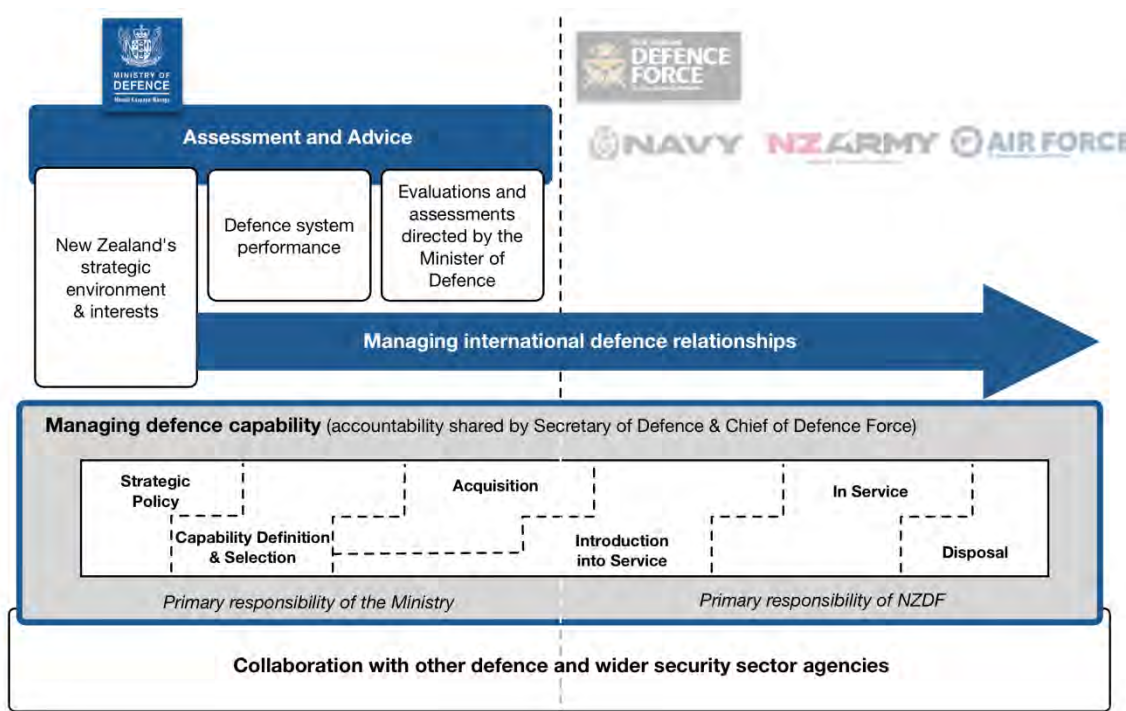 MINISTRY OF
DEFENCE
DEFENCE
FORCE
Assessment and Advice
NAVY
NZARMY
AIR FORCE
New Zealand's
strategic
environment
& interests
Defence system
performance
Evaluations and
assessments
directed by the
Minister of
Defence
Managing international defence relationships
Managing defence capability (accountability shared by Secretary of Defence & Chief of Defence Force)
Strategic
Policy
Capability Definition
& Selection
Acquisition
Introduction
into Service
In Service
Disposal
Primary responsibility of the Ministry
Primary responsibility of NZDF
Collaboration with other defence and wider security sector agencies